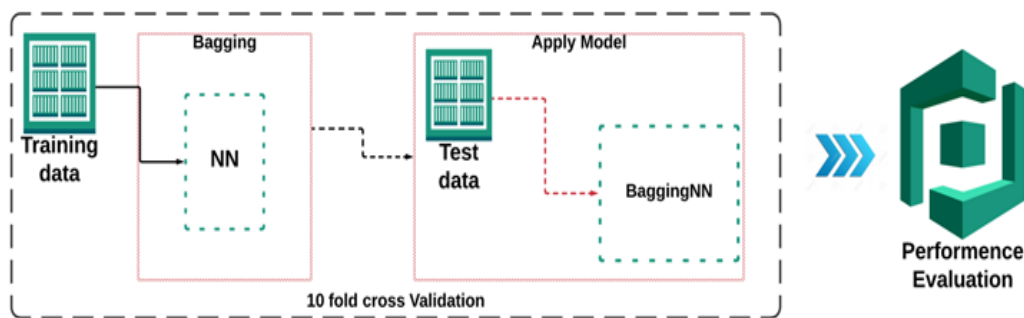 Bagging
Apply Model
Training
data
NN
Test
data
BaggingNN
10 fold cross Validation
Performence
Evaluation